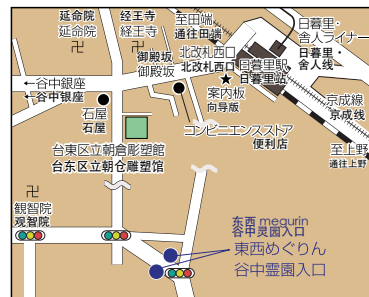 延命院
延命院
卍
经王寺
経王寺
卍
至田端
通往田端
日暮里・
舎人ライナー
日暮里・
舍人线
北改札西口
北改札西口
御殿坂
御殿坂
日暮里駅
日暮里站
★
案内板
向导版
←谷中銀座
←谷中银座
石屋
石屋
コンビニエンスストア
便利店
京成線
京成线
台東区立朝倉彫塑館
台东区立朝仓雕塑馆
至上野
通往上野
卍
観智院
观智院
东西 megurin
谷中灵园入口
東西めぐりん
谷中霊園入口